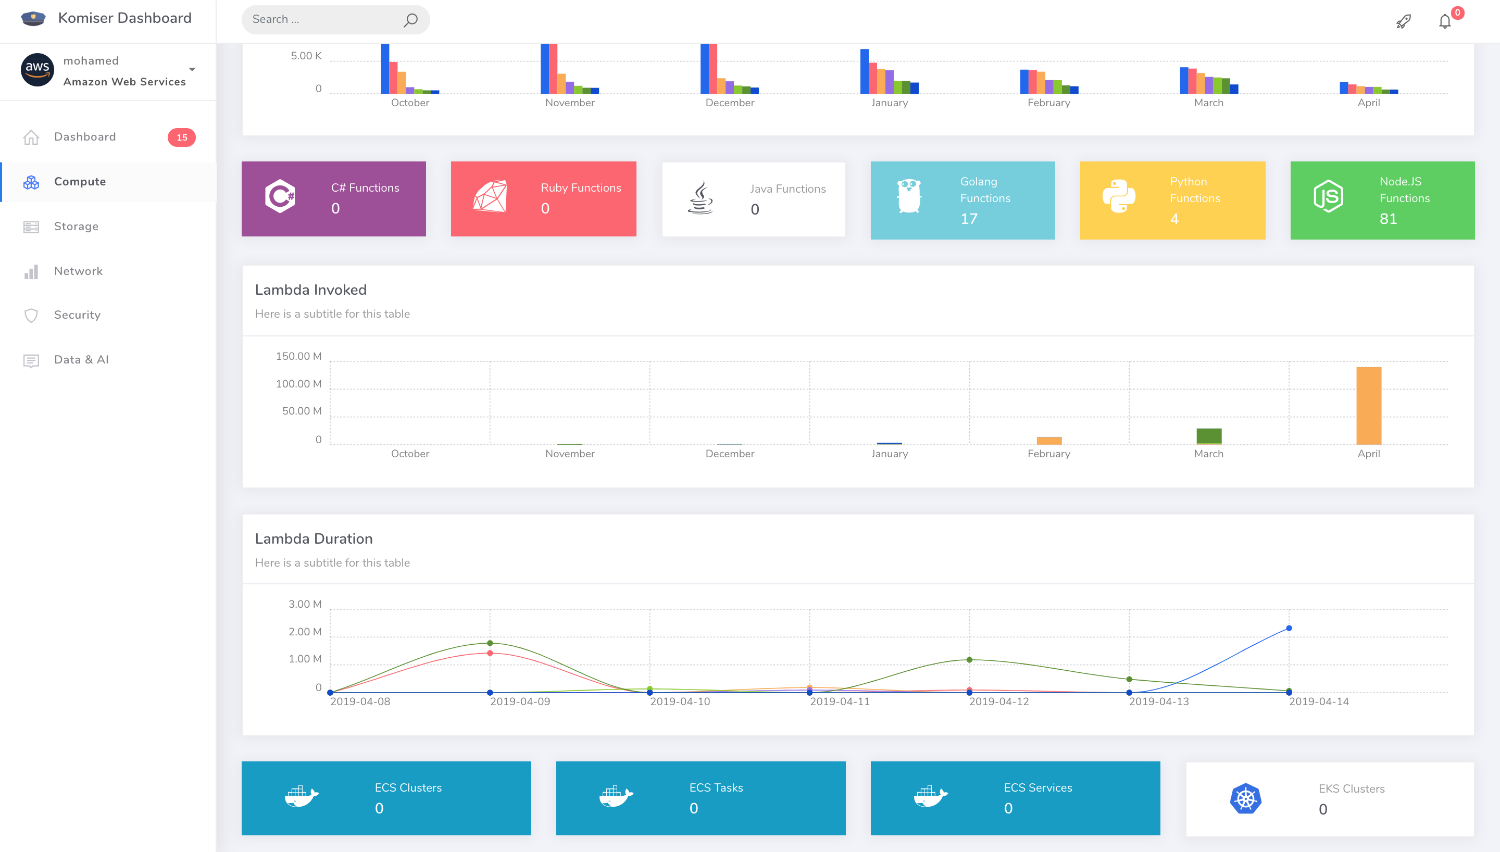 Komiser Dashboard
Search ...
0
aws
mohamed
Amazon Web Services
Dashboard
15
Compute
Storage
Network
Security
Data & AI
5.00 K
0
October
November
December
January
February
March
April
C# Functions
0
Ruby Functions
0
Java Functions
0
Golang
Functions
17
Python
Functions
4
Node.JS
Functions
81
Lambda Invoked
Here is a subtitle for this table
150.00 M
100.00 M
50.00 M
0
October
November
December
January
February
March
April
Lambda Duration
Here is a subtitle for this table
3.00 M
2.00 M
1.00 M
0
2019-04-08
2019-04-09
2019-04-10
2019-04-11
2019-04-12
2019-04-13
2019-04-14
ECS Clusters
0
ECS Tasks
0
ECS Services
0
EKS Clusters
0